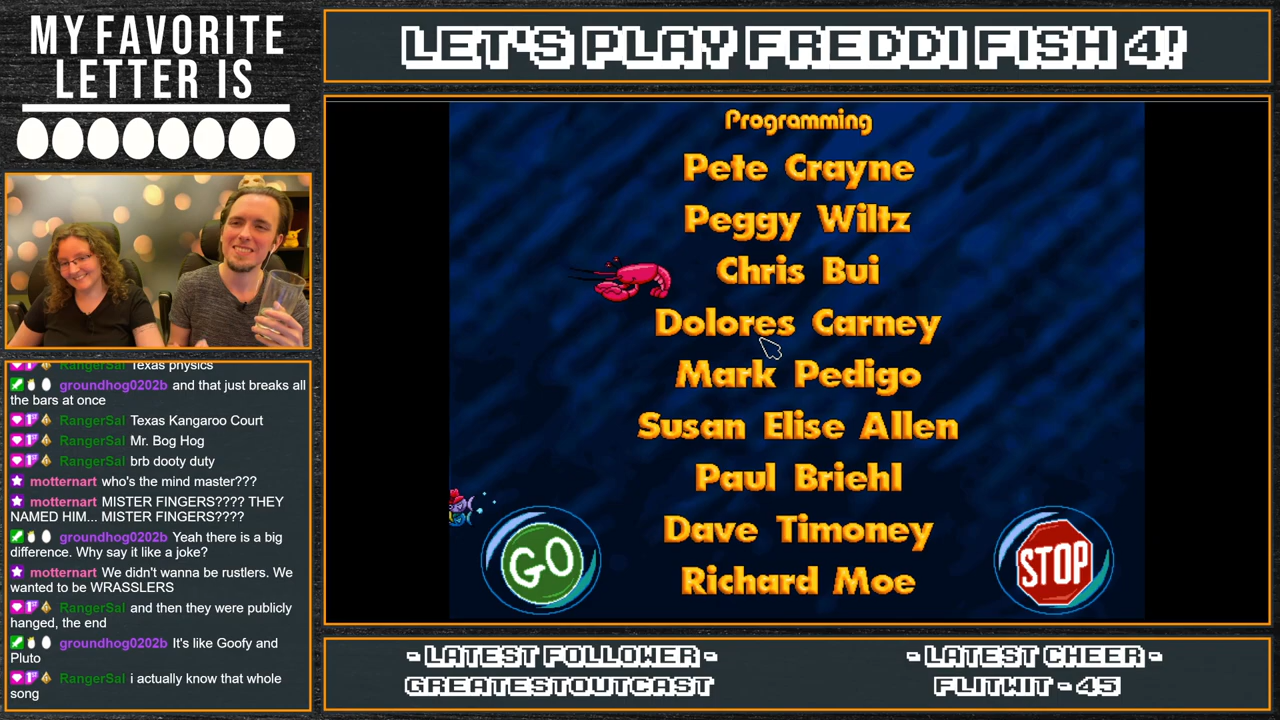 MY FAVORITE
LETTER IS
LET'S PLAY FREDDI FISH 4!
Programming
Pete Crayne
Peggy Wiltz
Chris Bui
Dolores Carney
Mark Pedigo
Susan Elise Allen
Paul Briehl
Dave Timoney
Richard Moe
GO
STOP
RangerSal Texas physics
groundhog0202b and that just breaks all
the bars at once
RangerSal Texas Kangaroo Court
RangerSal Mr. Bog Hog
RangerSal brb dooty duty
motternart who's the mind master???
motternart MISTER FINGERS???? THEY
NAMED HIM... MISTER FINGERS????
groundhog0202b Yeah there is a big
difference. Why say it like a joke?
motternart We didn't wanna be rustlers. We
wanted to be WRASSLERS
RangerSal and then they were publicly
hanged, the end
groundhog0202b It's like Goofy and
Pluto
RangerSal i actually know that whole
song
- LATEST FOLLOWER -
GREATESTOUTCAST
- LATEST CHEER -
FLITWIT - 45